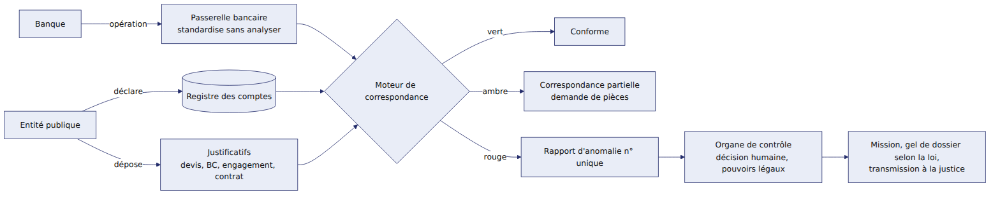 Banque
opération
Passerelle bancaire
standardise sans analyser
Entité publique
déclare
Registre des comptes
dépose
Justificatifs
devis, BC, engagement,
contrat
Moteur de
correspondance
vert
Conforme
ambre
Correspondance partielle
demande de pièces
rouge
Rapport d'anomalie n°
unique
Organe de contrôle
décision humaine,
pouvoirs légaux
Mission, gel de dossier
selon la loi,
transmission à la justice